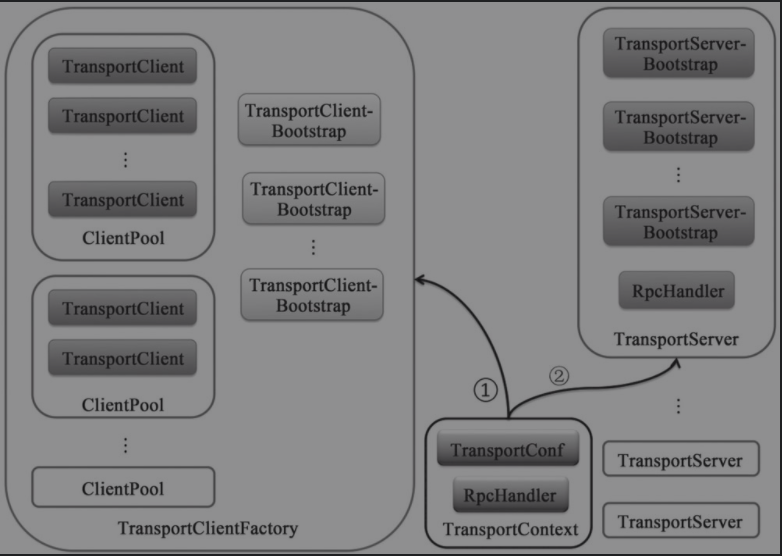 TransportClient
TransportClient
⋮
TransportClient
ClientPool
TransportClient
TransportClient
ClientPool
⋮
ClientPool
TransportClient-
Bootstrap
TransportClient-
Bootstrap
⋮
TransportClient-
Bootstrap
TransportClientFactory
①
②
TransportConf
RpcHandler
TransportContext
TransportServer-
Bootstrap
TransportServer-
Bootstrap
⋮
TransportServer-
Bootstrap
RpcHandler
TransportServer
⋮
TransportServer
TransportServer